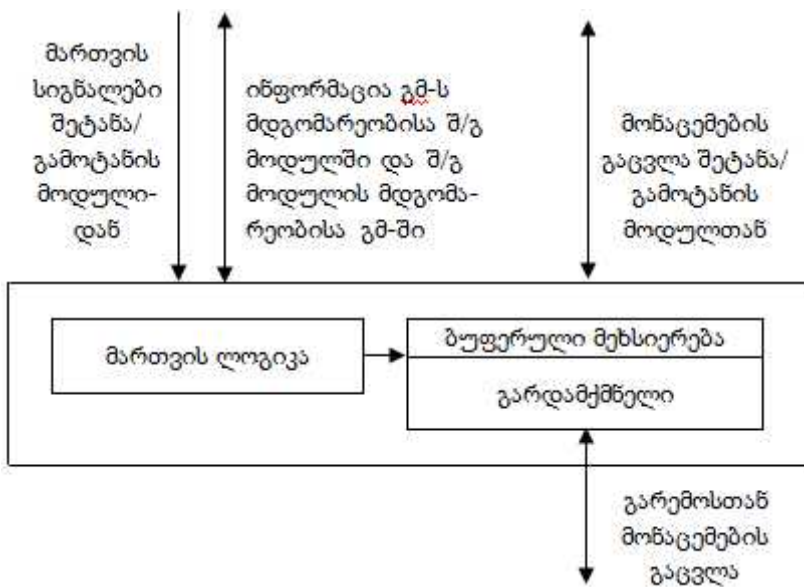 მართვის
სიგნალები
შეტანა/
გამოტანის
მოდული-
დან
ინფორმაცია გმ-ს
მდგომარეობისა შ/გ
მოდულში და შ/გ
მოდულის მდგომა-
რეობისა გმ-ში
მონაცემების
გაცვლა შეტანა/
გამოტანის
მოდულთან
მართვის ლოგიკა
ბუფერული მეხსიერება
გარდამქმნელი
გარემოსთან
მონაცემების
გაცვლა